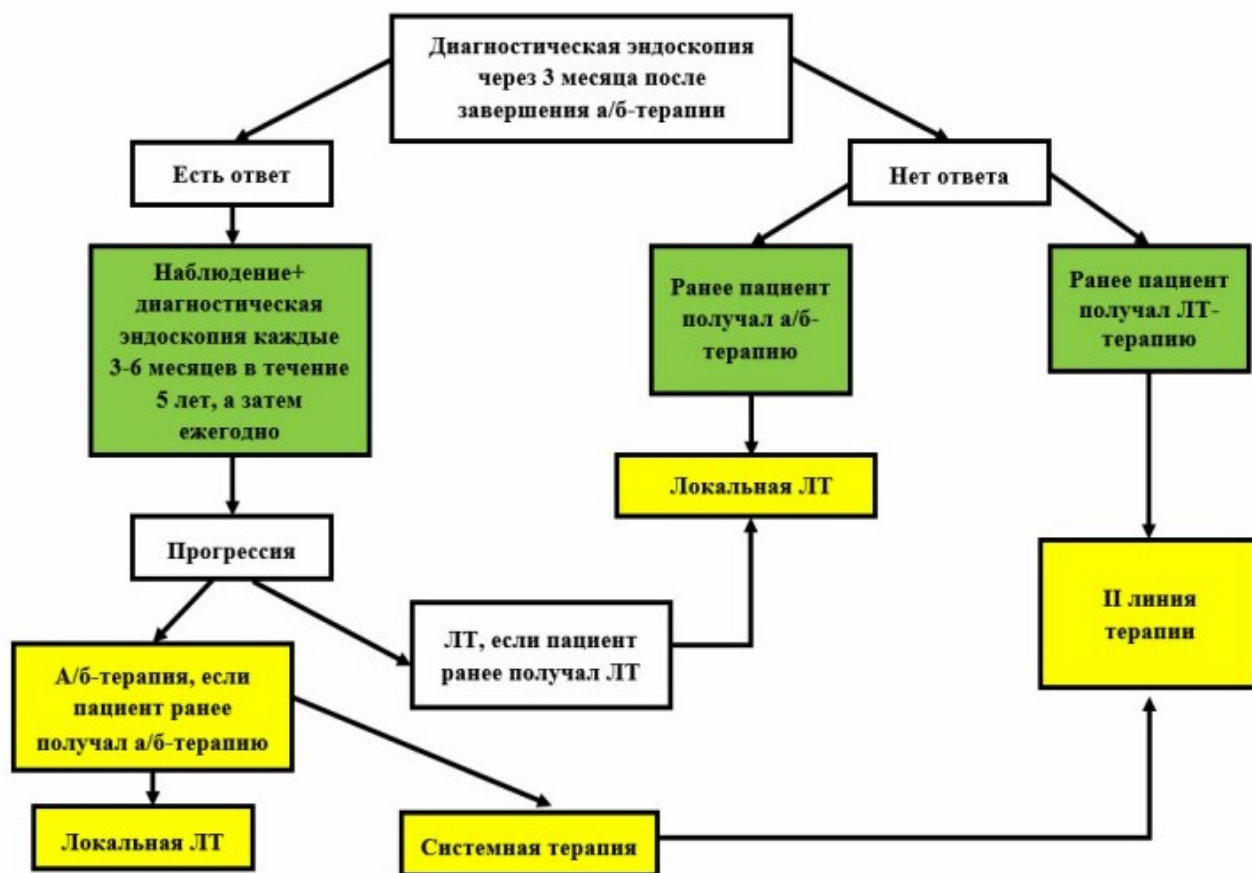 Диагностическая эндоскопия
через 3 месяца после
завершения а/б-терапии
Есть ответ
Нет ответа
Наблюдение+
диагностическая
эндоскопия каждые
3-6 месяцев в течение
5 лет, а затем
ежегодно
Ранее пациент
получал а/б-
терапию
Ранее пациент
получал ЛТ-
терапию
Локальная ЛТ
Прогрессия
ЛТ, если пациент
ранее получал ЛТ
II линия
терапии
А/б-терапия, если
пациент ранее
получал а/б-терапию
Локальная ЛТ
Системная терапия